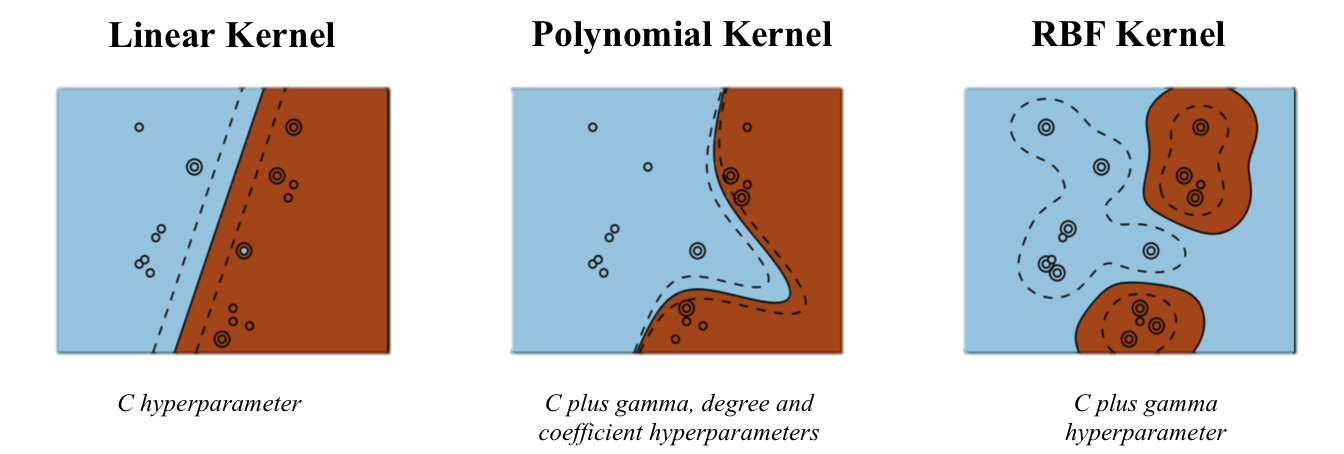 Linear Kernel
Polynomial Kernel
RBF Kernel
C hyperparameter
C plus gamma, degree and
coefficient hyperparameters
C plus gamma
hyperparameter